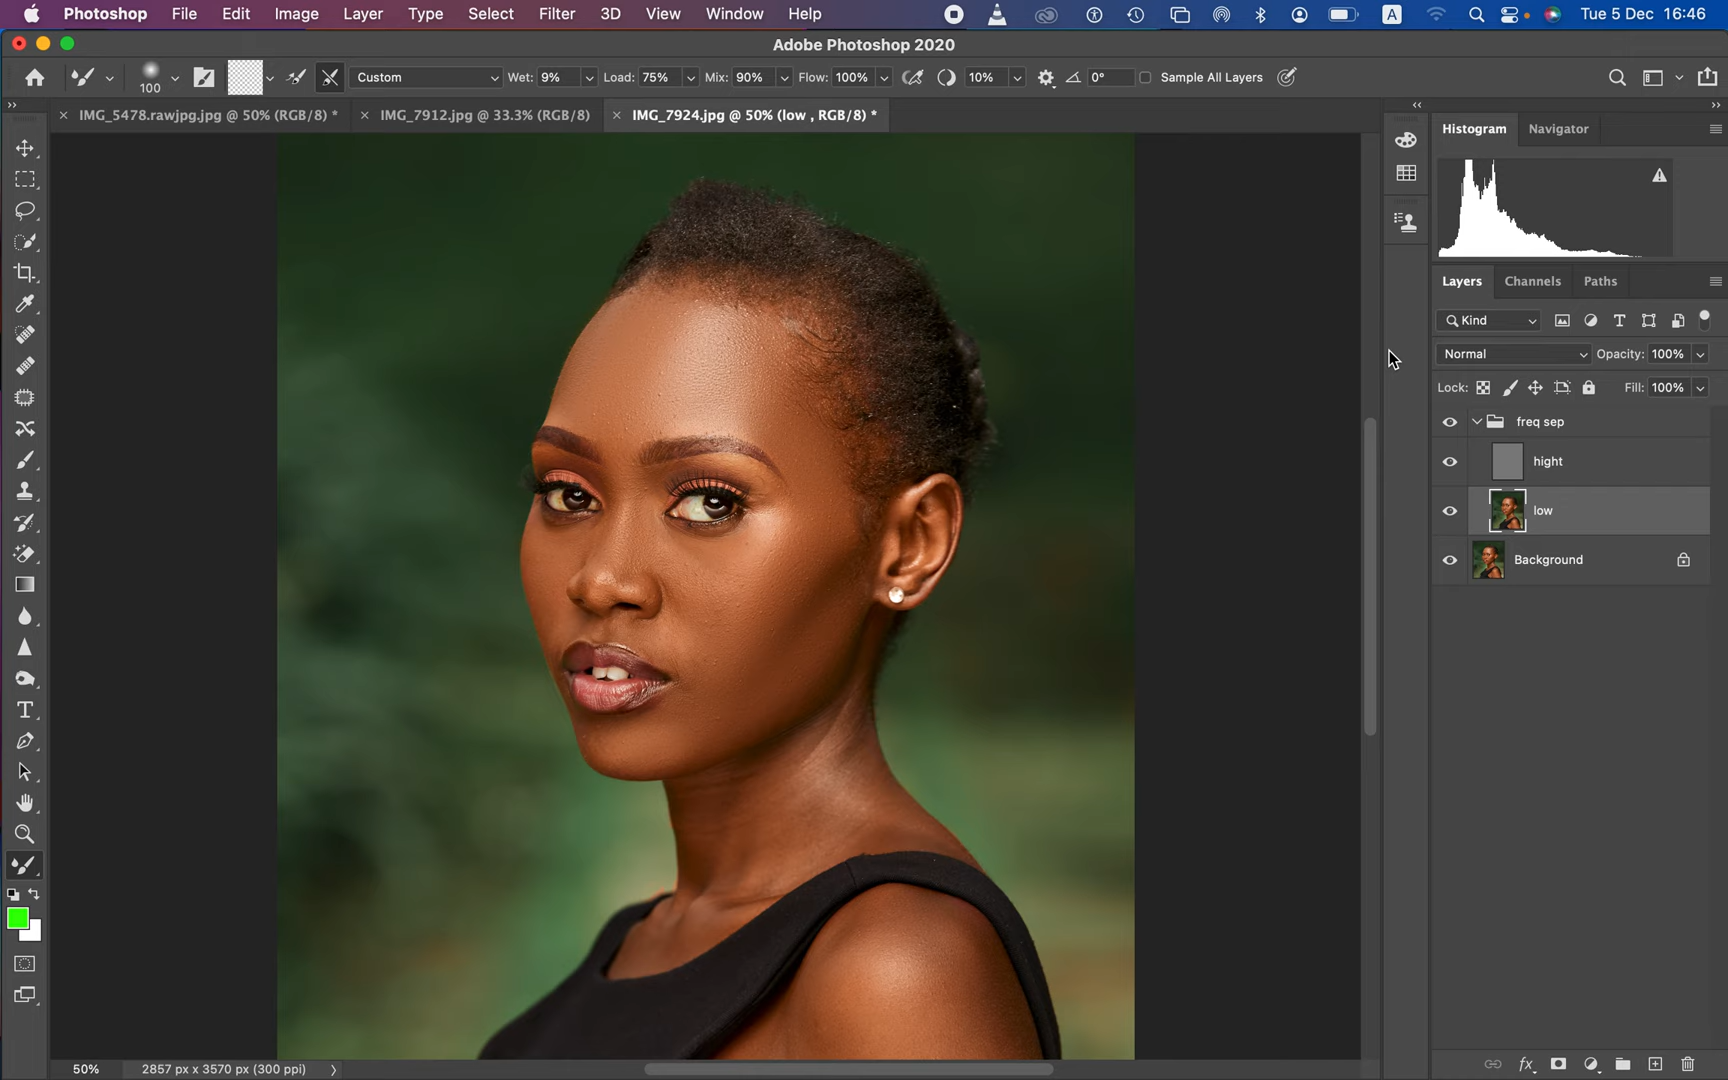 Photoshop File Edit Image Layer Type Select Filter 3D View Window Help A Tue 5 Dec 16:46
Adobe Photoshop 2020
100 Custom Wet: 9% Load: 75% Mix: 90% Flow: 100% 10% 0° Sample All Layers
IMG_5478.rawjpg.jpg @ 50% (RGB/8) * IMG_7912.jpg @ 33.3% (RGB/8) IMG_7924.jpg @ 50% (low , RGB/8) *
Histogram Navigator
Layers Channels Paths
Kind
Normal Opacity: 100%
Lock: Fill: 100%
freq sep
hight
low
Background
50% 2857 px x 3570 px (300 ppi)